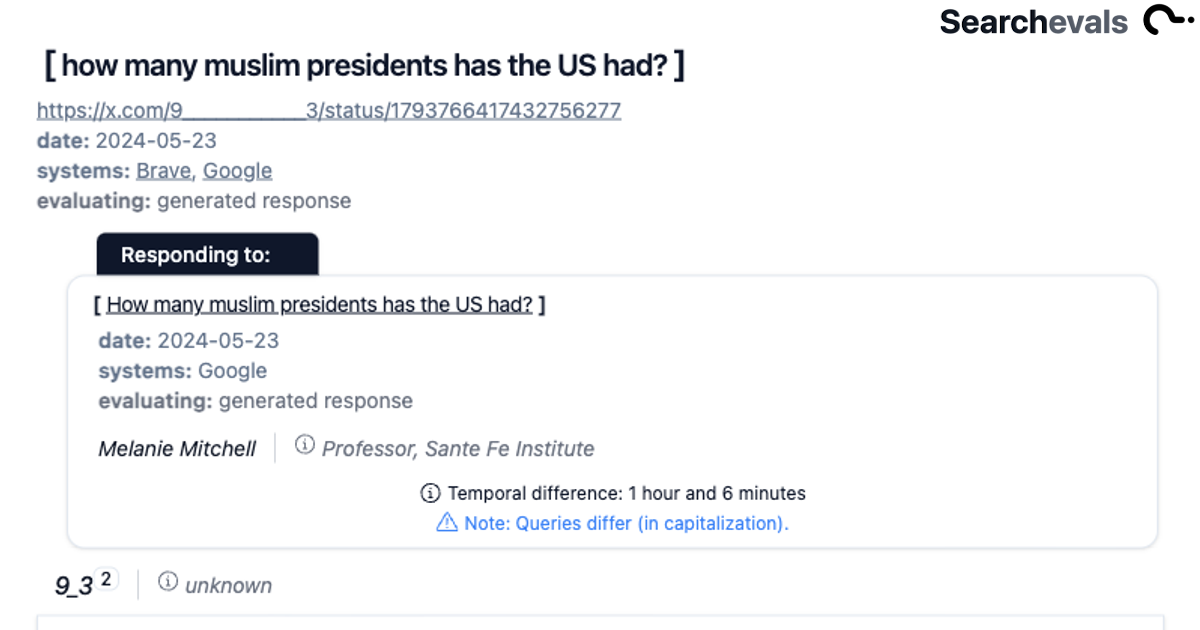 Searchevals
[ how many muslim presidents has the US had? ]
https://x.com/9____________3/status/1793766417432756277
date: 2024-05-23
systems: Brave, Google
evaluating: generated response
Responding to:
[ How many muslim presidents has the US had? ]
date: 2024-05-23
systems: Google
evaluating: generated response
Melanie Mitchell Professor, Sante Fe Institute
Temporal difference: 1 hour and 6 minutes
Note: Queries differ (in capitalization).
9_3 2 unknown